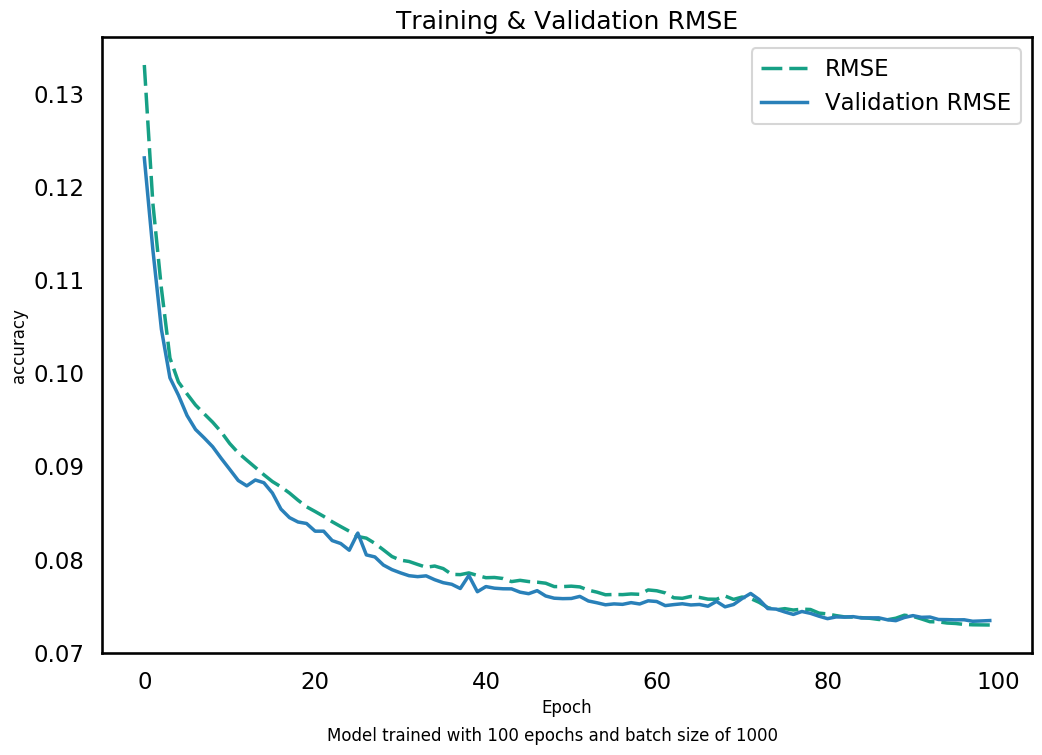 Training & Validation RMSE
RMSE
Validation RMSE
0.13
0.12
0.11
0.10
0.09
0.08
0.07
accuracy
0 20 40 60 80 100
Epoch
Model trained with 100 epochs and batch size of 1000